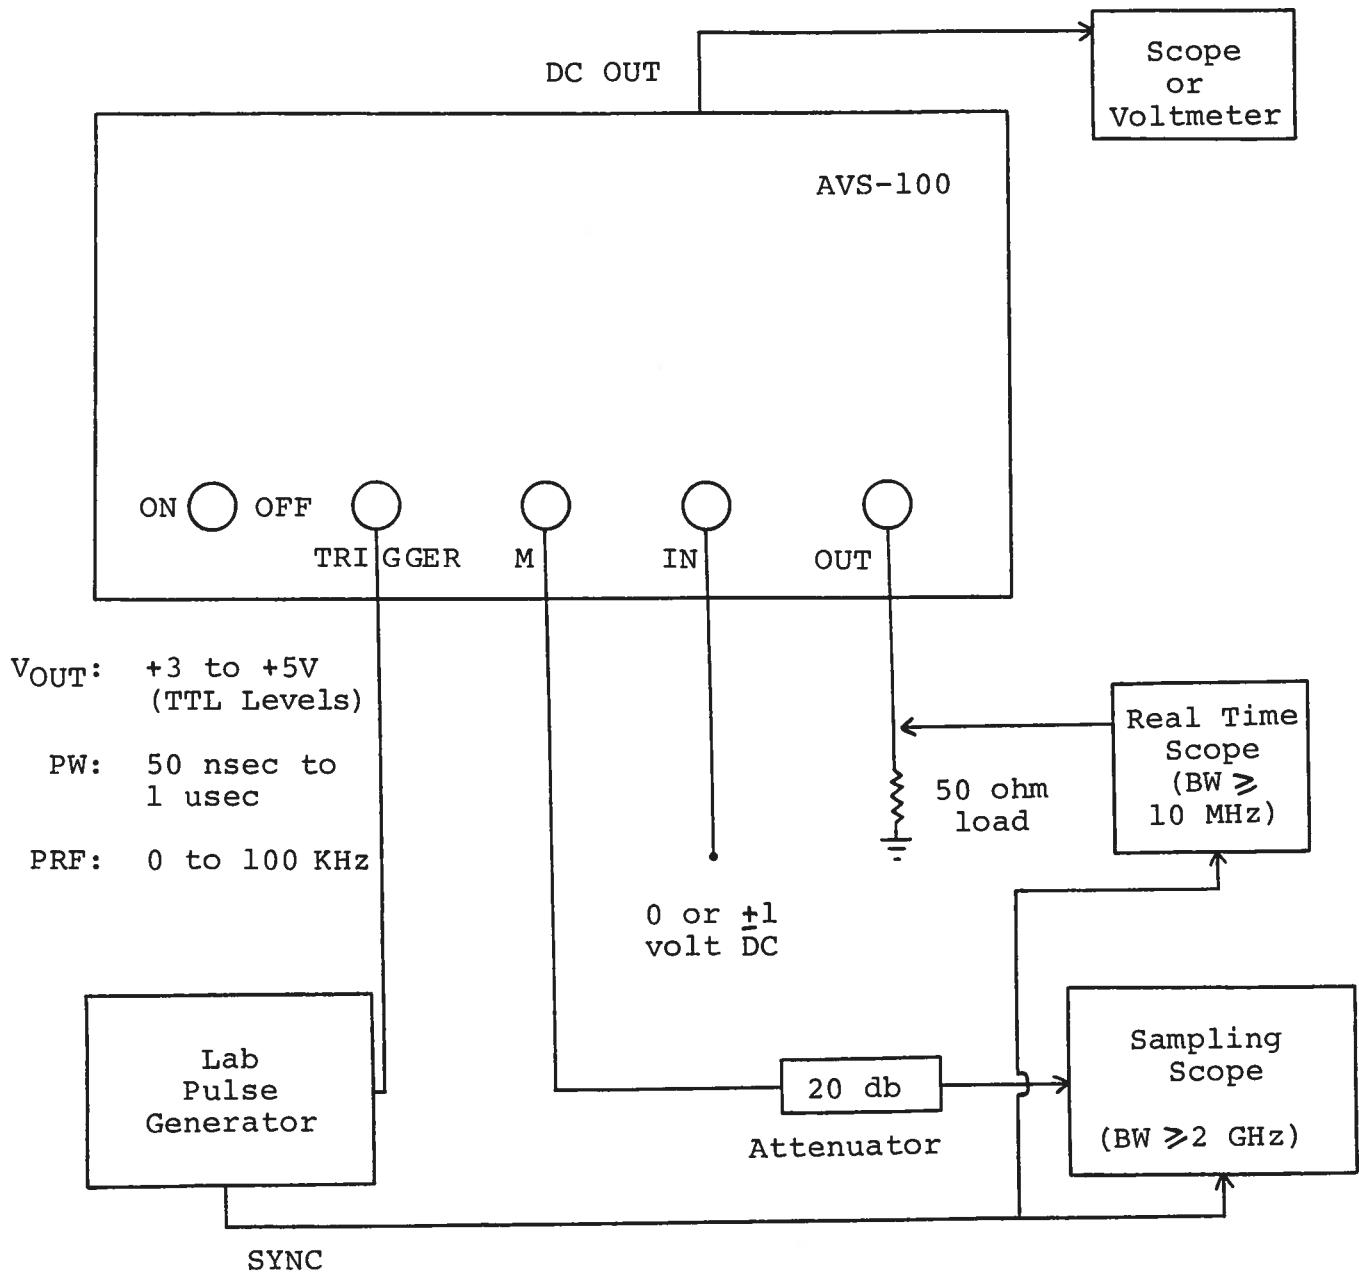 DC OUT
Scope
or
Voltmeter
AVS-100
ON OFF
TRIGGER M IN OUT
VOUT: +3 to +5V
(TTL Levels)
PW: 50 nsec to
1 usec
PRF: 0 to 100 KHz
50 ohm
load
Real Time
Scope
(BW ⩾
10 MHz)
0 or ±1
volt DC
Lab
Pulse
Generator
20 db
Attenuator
Sampling
Scope
(BW ⩾2 GHz)
SYNC